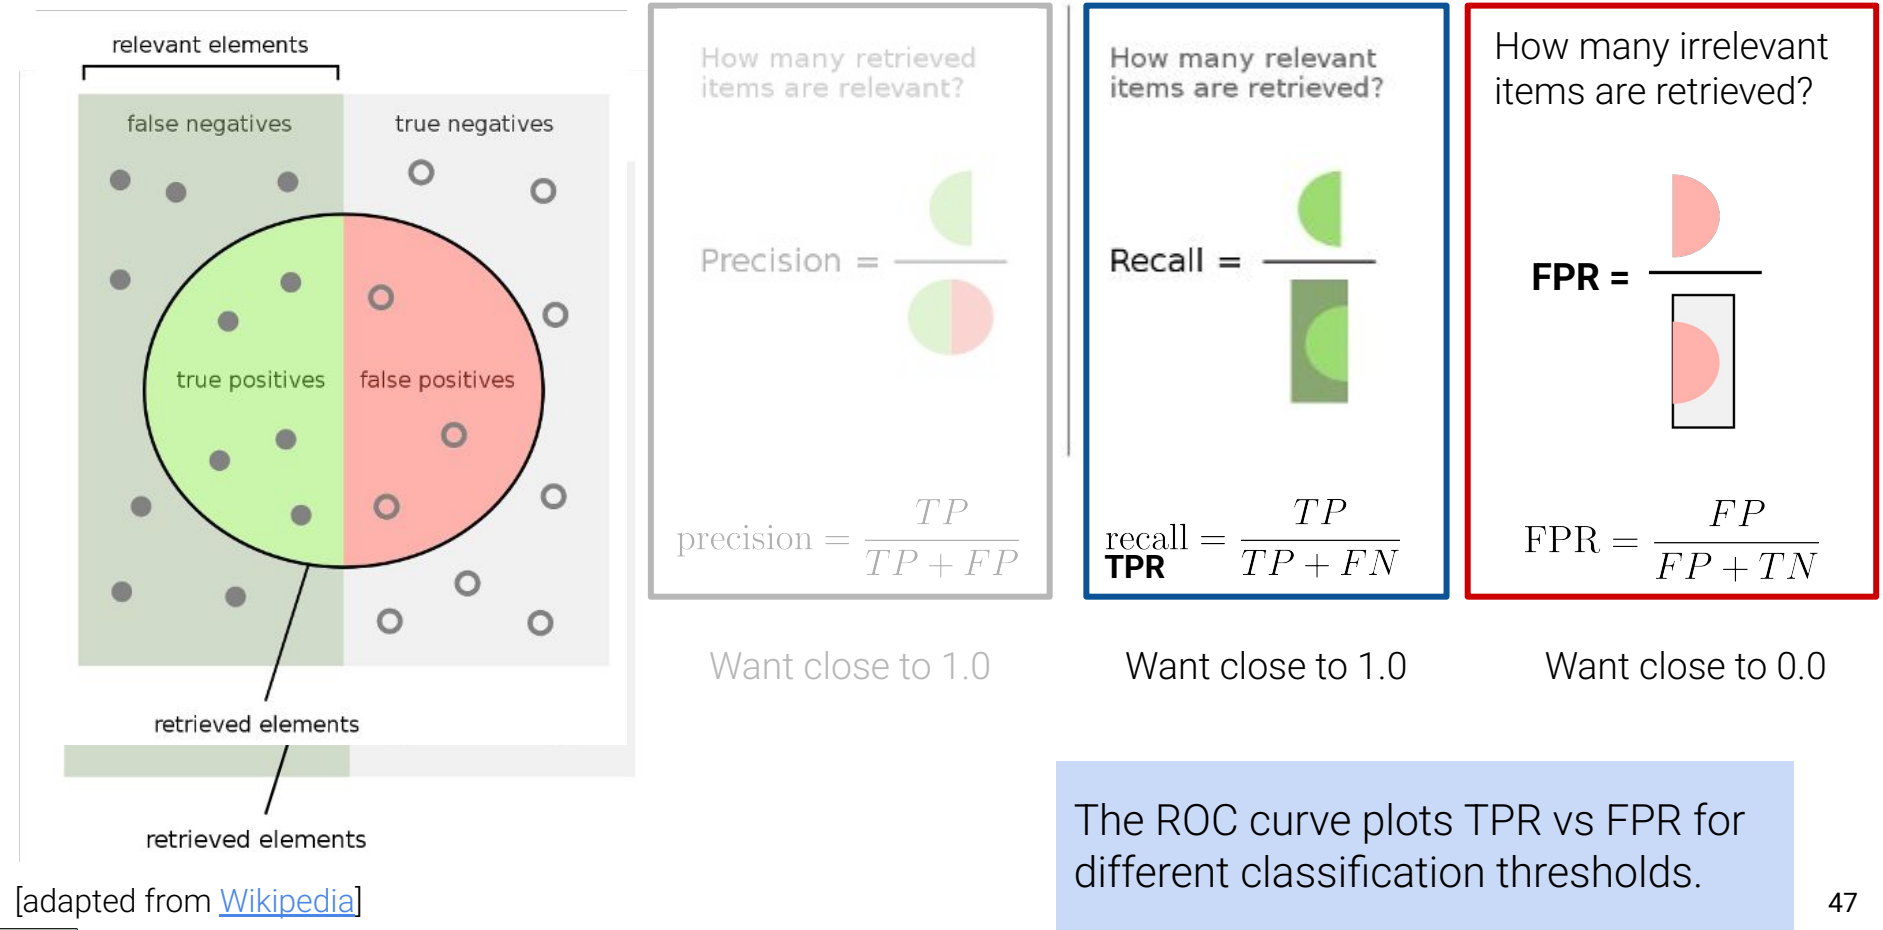 relevant elements
false negatives
true negatives
true positives
false positives
retrieved elements
retrieved elements
[adapted from Wikipedia]
How many retrieved
items are relevant?
Precision =
precision = TP / TP + FP
Want close to 1.0
How many relevant
items are retrieved?
Recall =
recall = TP / TP + FN
TPR
Want close to 1.0
How many irrelevant
items are retrieved?
FPR =
FPR = FP / FP + TN
Want close to 0.0
The ROC curve plots TPR vs FPR for
different classification thresholds.
47